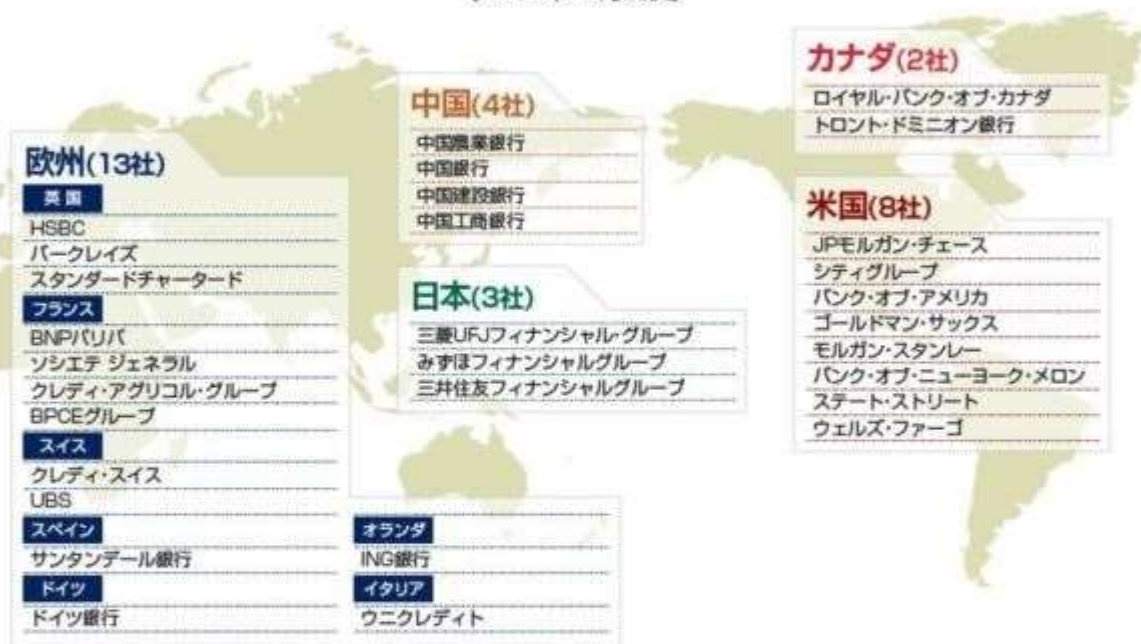 欧州(13社)
英国
HSBC
バークレイズ
スタンダードチャータード
フランス
BNPパリバ
ソシエテ ジェネラル
クレディ・アグリコル・グループ
BPCEグループ
スイス
クレディ・スイス
UBS
スペイン
サンタンデール銀行
ドイツ
ドイツ銀行
オランダ
ING銀行
イタリア
ウニクレディト
中国(4社)
中国農業銀行
中国銀行
中国建設銀行
中国工商銀行
日本(3社)
三菱UFJフィナンシャル・グループ
みずほフィナンシャルグループ
三井住友フィナンシャルグループ
カナダ(2社)
ロイヤル・バンク・オブ・カナダ
トロント・ドミニオン銀行
米国(8社)
JPモルガン・チェース
シティグループ
バンク・オブ・アメリカ
ゴールドマン・サックス
モルガン・スタンレー
バンク・オブ・ニューヨーク・メロン
ステート・ストリート
ウェルズ・ファーゴ